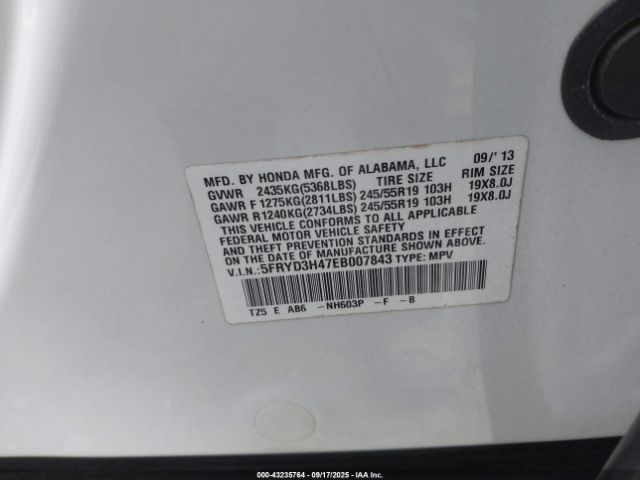 MFD. BY HONDA MFG. OF ALABAMA, LLC 09/'13
GVWR 2435KG(5368LBS) TIRE SIZE RIM SIZE
GAWR F 1275KG(2811LBS) 245/55R19 103H 19X8.0J
GAWR R1240KG(2734LBS) 245/55R19 103H 19X8.0J
THIS VEHICLE CONFORMS TO ALL APPLICABLE
FEDERAL MOTOR VEHICLE SAFETY
AND THEFT PREVENTION STANDARDS IN EFFECT ON
THE DATE OF MANUFACTURE SHOWN ABOVE.
V.I.N.:5FRYD3H47EB007843 TYPE: MPV
TZ5 E AB6 -NH603P -F -B
000-43235764 09/17/2025 IAA Inc.